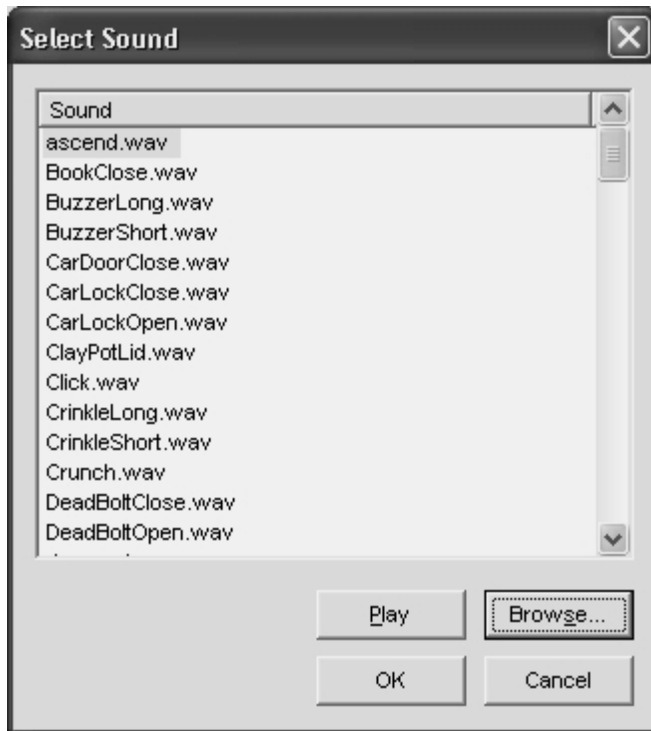 Select Sound
Sound
ascend.wav
BookClose.wav
BuzzerLong.wav
BuzzerShort.wav
CarDoorClose.wav
CarLockClose.wav
CarLockOpen.wav
ClayPotLid.wav
Click.wav
CrinkleLong.wav
CrinkleShort.wav
Crunch.wav
DeadBoltClose.wav
DeadBoltOpen.wav
Play Browse...
OK Cancel